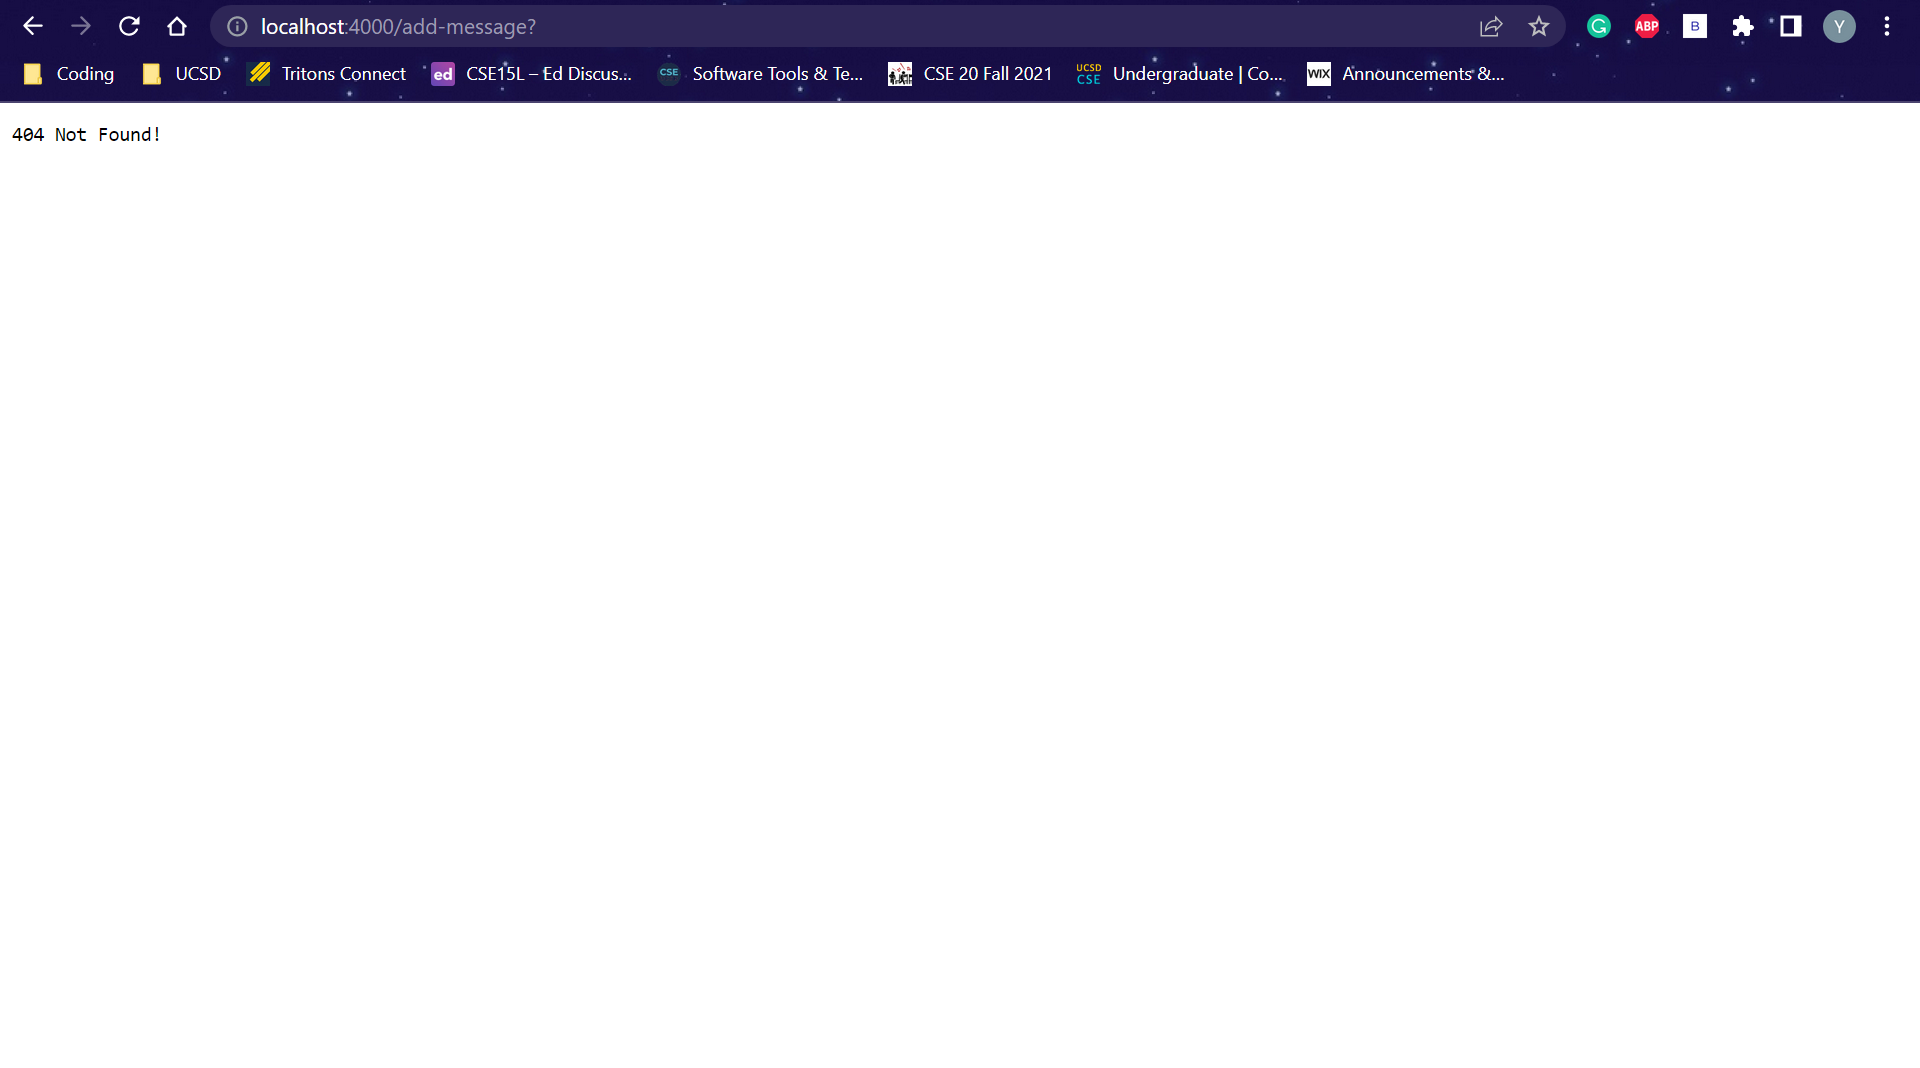 localhost:4000/add-message?
ABP
B
Y
Coding
UCSD
Tritons Connect
ed
CSE15L – Ed Discus...
CSE
Software Tools & Te...
CSE 20 Fall 2021
UCSD
CSE
Undergraduate | Co...
WIX
Announcements &...
404 Not Found!